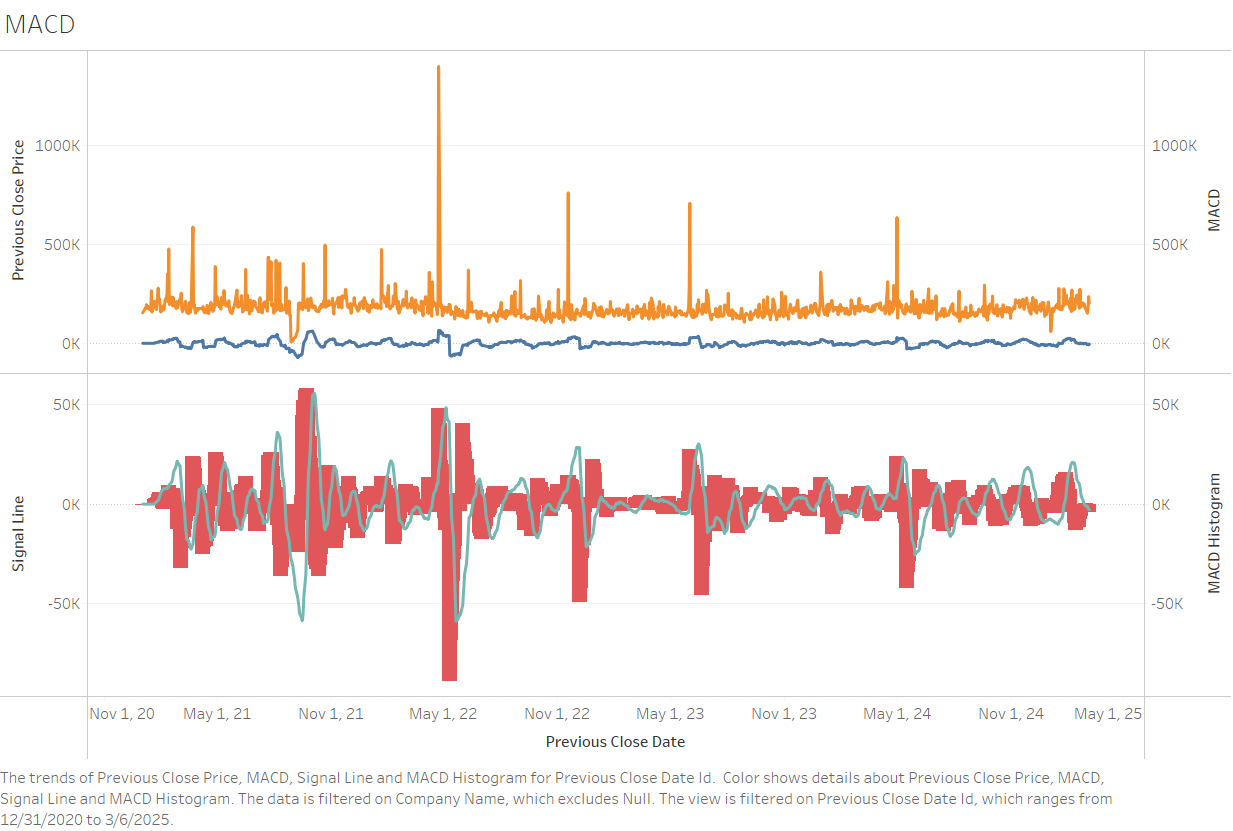 MACD
Previous Close Price
1000K
500K
0K
1000K
500K
0K
MACD
Signal Line
50K
0K
-50K
50K
0K
-50K
MACD Histogram
Nov 1, 20
May 1, 21
Nov 1, 21
May 1, 22
Nov 1, 22
May 1, 23
Nov 1, 23
May 1, 24
Nov 1, 24
May 1, 25
Previous Close Date
The trends of Previous Close Price, MACD, Signal Line and MACD Histogram for Previous Close Date Id.  Color shows details about Previous Close Price, MACD,
Signal Line and MACD Histogram. The data is filtered on Company Name, which excludes Null. The view is filtered on Previous Close Date Id, which ranges from
12/31/2020 to 3/6/2025.